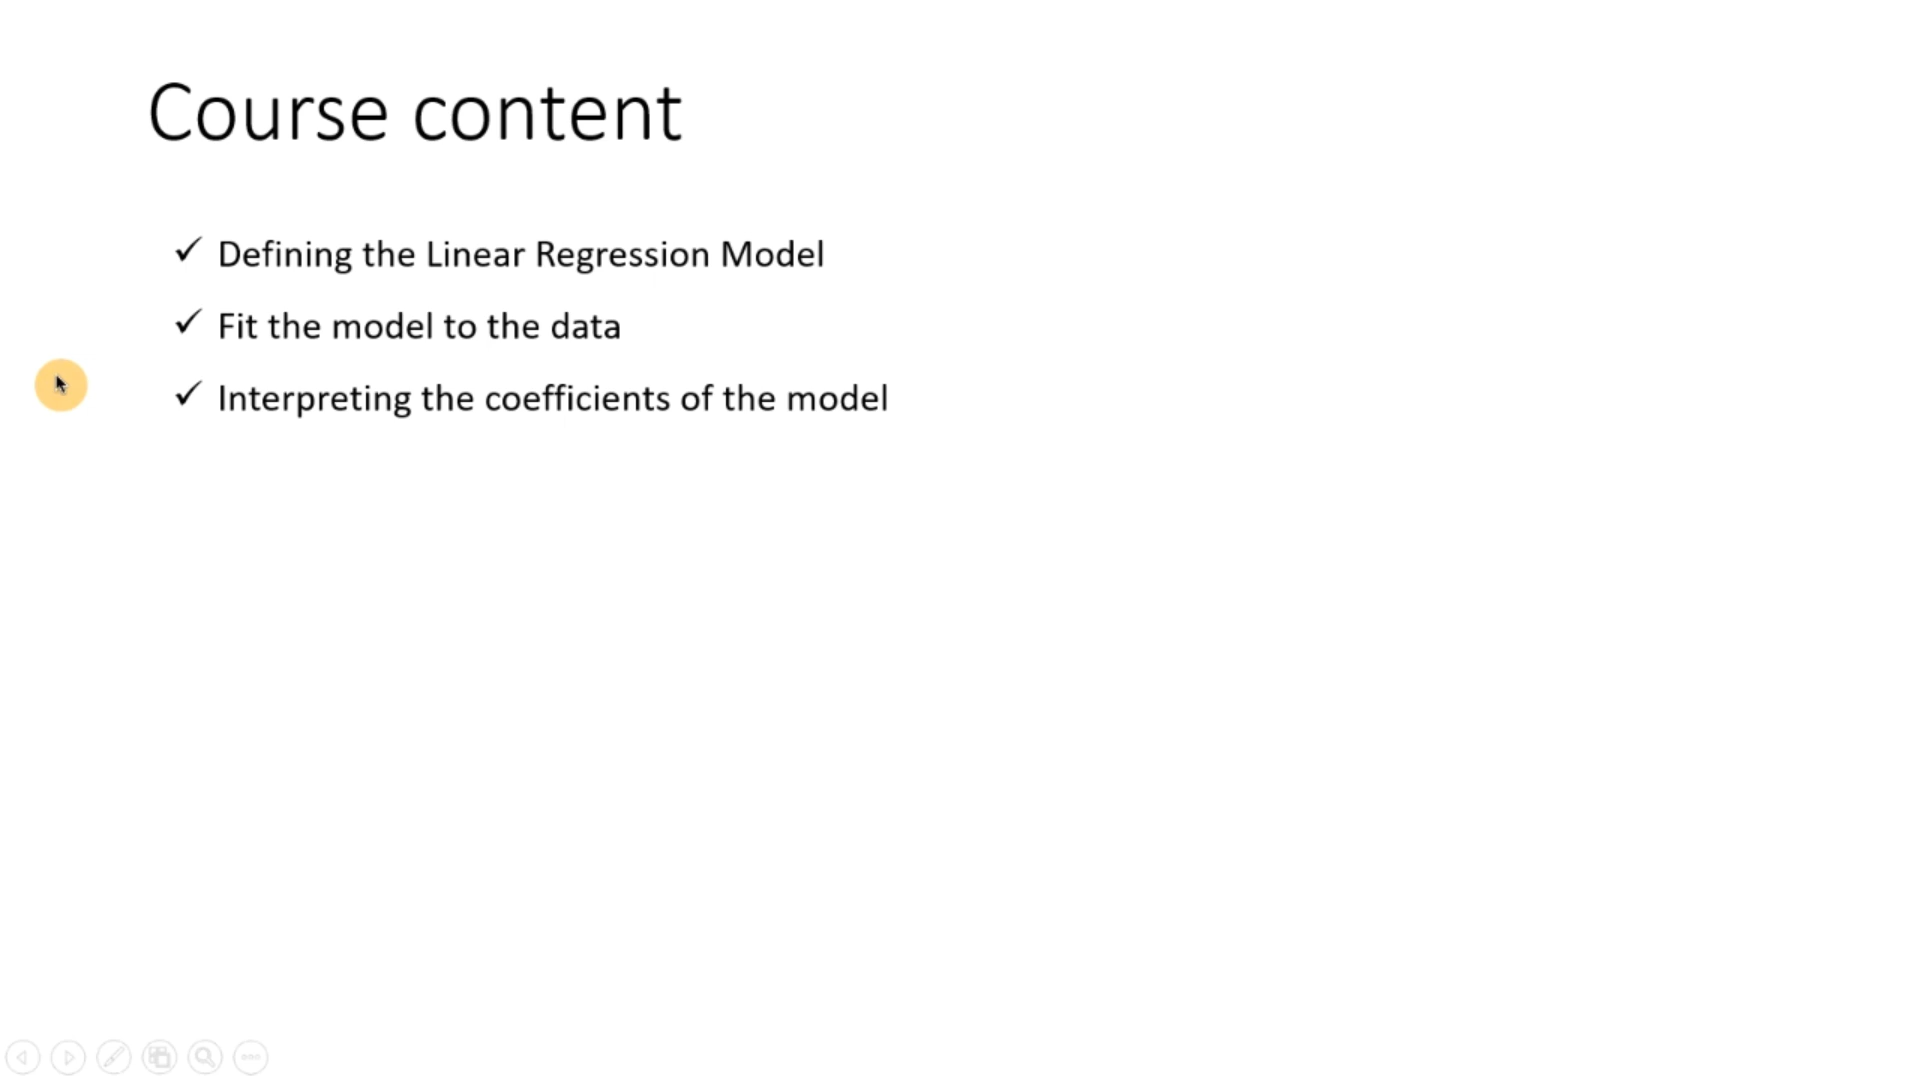 Course content
✓ Defining the Linear Regression Model
✓ Fit the model to the data
✓ Interpreting the coefficients of the model